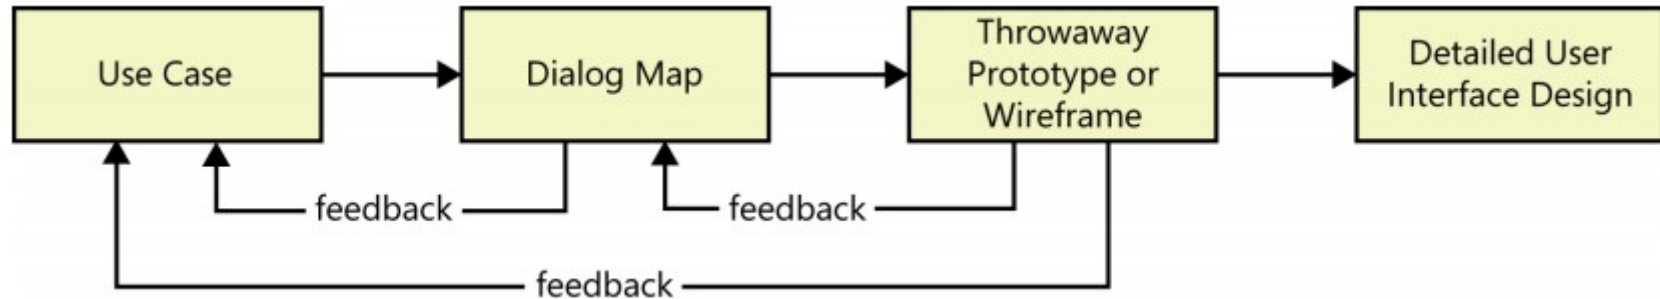 Use Case
Dialog Map
Throwaway
Prototype or
Wireframe
Detailed User
Interface Design
feedback
feedback
feedback